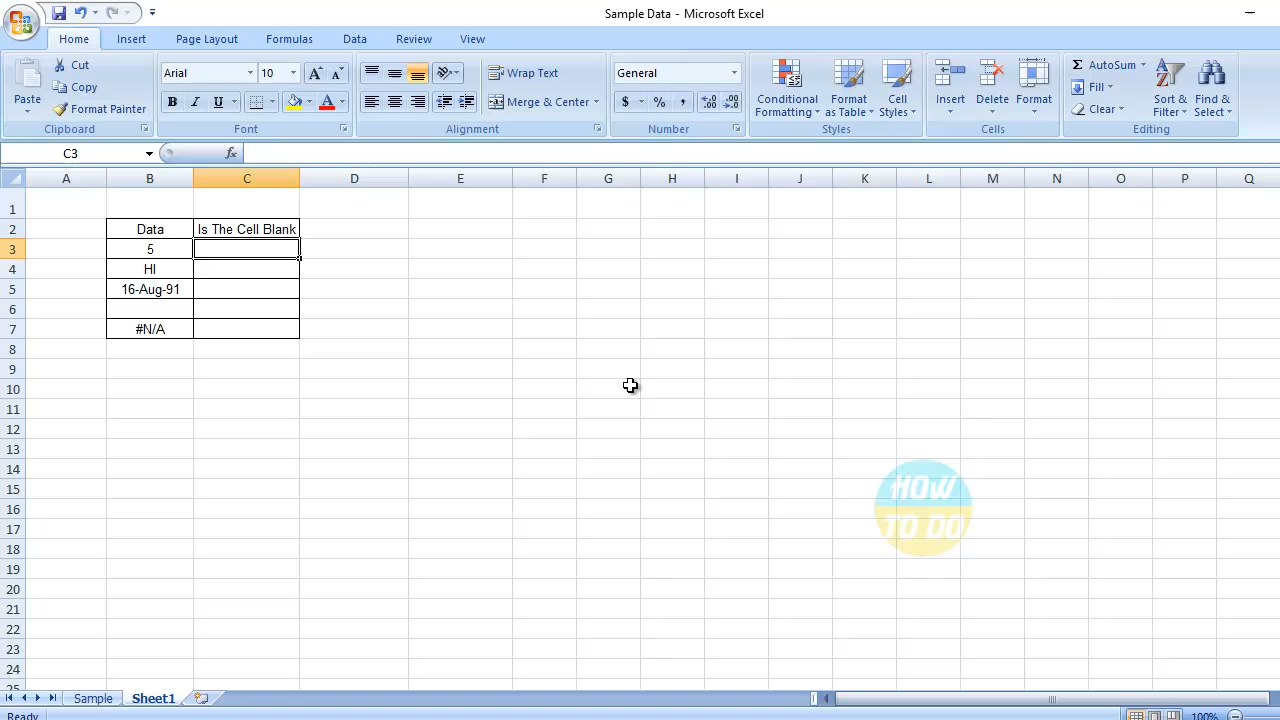 Sample Data - Microsoft Excel
Home Insert Page Layout Formulas Data Review View
Paste
Cut
Copy
Format Painter
Clipboard
Arial 10
B I U
A
Font
Wrap Text
Merge & Center
Alignment
General
$ % ,
Number
Conditional Formatting
Format as Table
Cell Styles
Styles
Insert
Delete
Format
Cells
Σ AutoSum
Fill
Clear
Sort & Filter
Find & Select
Editing
C3 fx
A B C D E F G H I J K L M N O P Q
1
2 Data Is The Cell Blank
3 5
4 HI
5 16-Aug-91
6
7 #N/A
8
9
10
11
12
13
14
15
16
17
18
19
20
21
22
23
24
25
HOW
TO DO
Sample Sheet1
Ready 100%